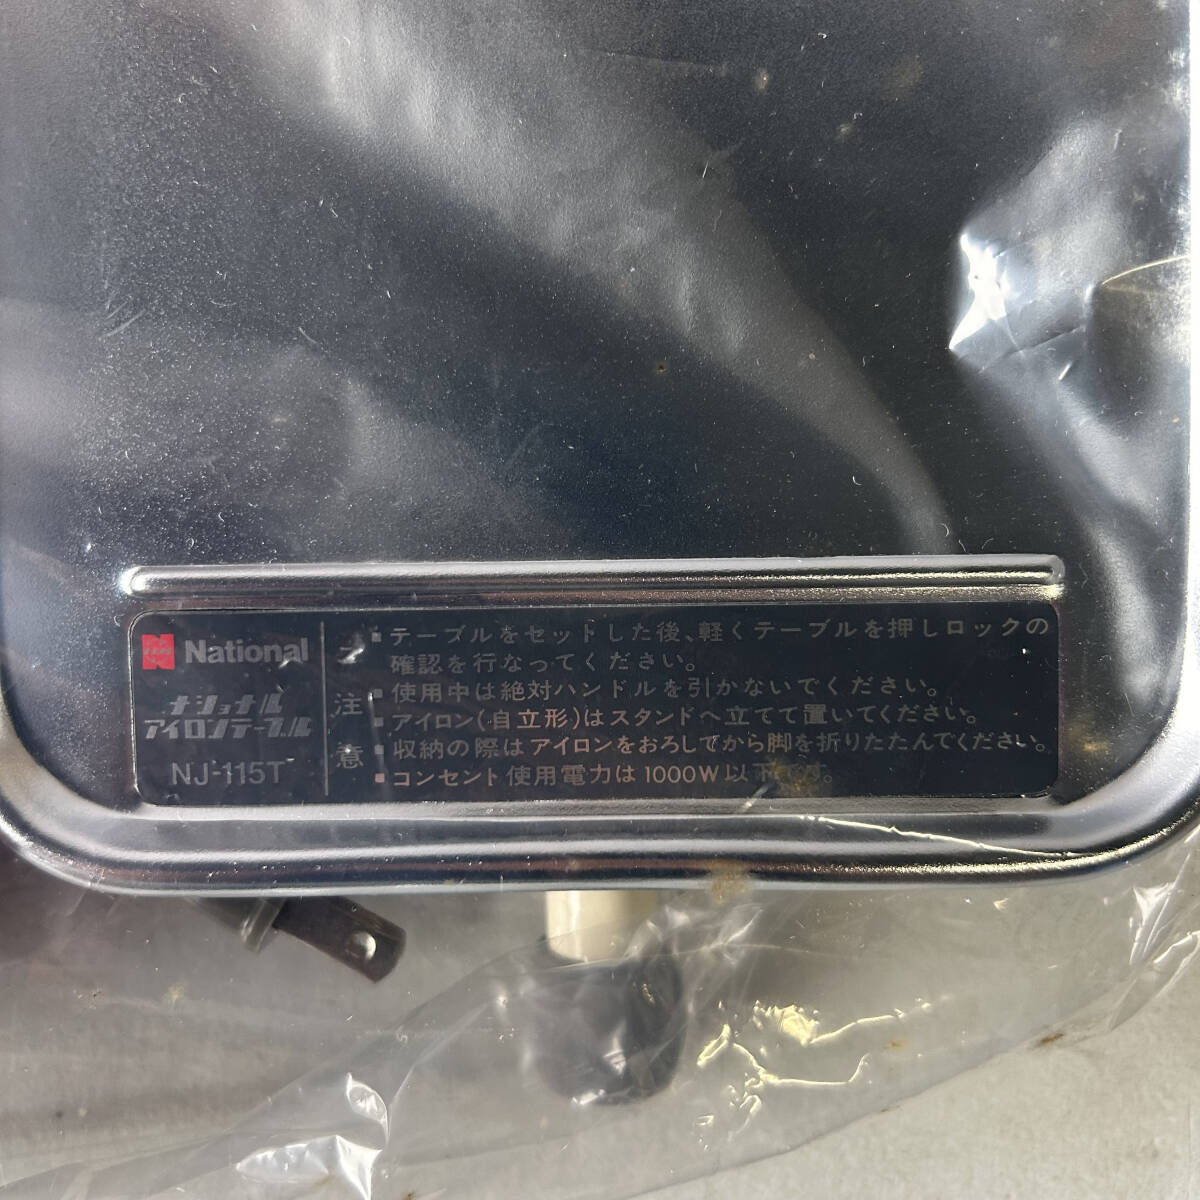 National
ナショナル
アイロンテーブル
NJ-115T
ご注意
▪テーブルをセットした後、軽くテーブルを押しロックの
確認を行なってください。
▪使用中は絶対ハンドルを引かないでください。
▪アイロン(自立形)はスタンドへ立てて置いてください。
▪収納の際はアイロンをおろしてから脚を折りたたんでください。
▪コンセント使用電力は1000W以下です。